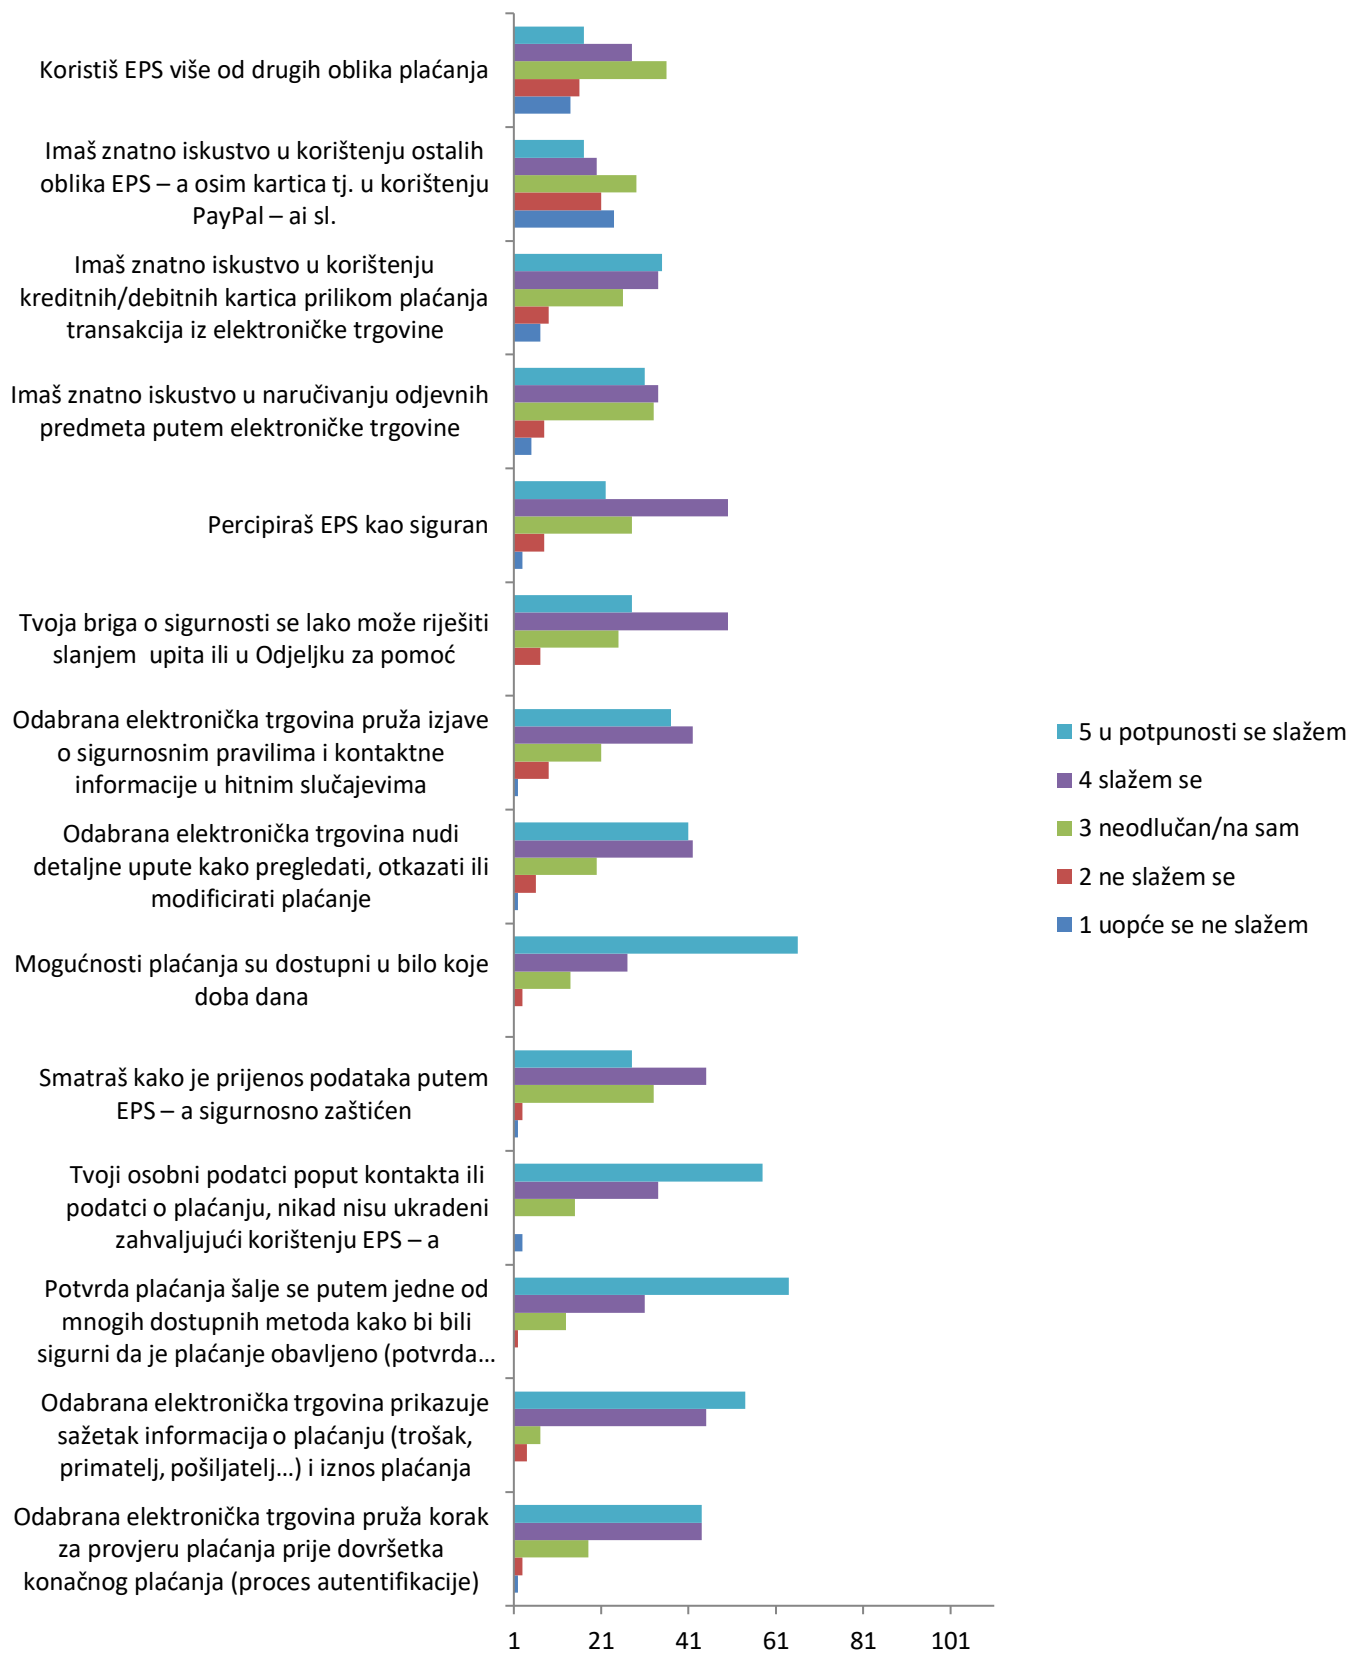 Koristiš EPS više od drugih oblika plaćanja
Imaš znatno iskustvo u korištenju ostalih
oblika EPS – a osim kartica tj. u korištenju
PayPal – ai sl.
Imaš znatno iskustvo u korištenju
kreditnih/debitnih kartica prilikom plaćanja
transakcija iz elektroničke trgovine
Imaš znatno iskustvo u naručivanju odjevnih
predmeta putem elektroničke trgovine
Percipiraš EPS kao siguran
Tvoja briga o sigurnosti se lako može riješiti
slanjem upita ili u Odjeljku za pomoć
Odabrana elektronička trgovina pruža izjave
o sigurnosnim pravilima i kontaktne
informacije u hitnim slučajevima
Odabrana elektronička trgovina nudi
detaljne upute kako pregledati, otkazati ili
modificirati plaćanje
Mogućnosti plaćanja su dostupni u bilo koje
doba dana
Smatraš kako je prijenos podataka putem
EPS – a sigurnosno zaštićen
Tvoji osobni podatci poput kontakta ili
podatci o plaćanju, nikad nisu ukradeni
zahvaljujući korištenju EPS – a
Potvrda plaćanja šalje se putem jedne od
mnogih dostupnih metoda kako bi bili
sigurni da je plaćanje obavljeno (potvrda…
Odabrana elektronička trgovina prikazuje
sažetak informacija o plaćanju (trošak,
primatelj, pošiljatelj…) i iznos plaćanja
Odabrana elektronička trgovina pruža korak
za provjeru plaćanja prije dovršetka
konačnog plaćanja (proces autentifikacije)
1 21 41 61 81 101
5 u potpunosti se slažem
4 slažem se
3 neodlučan/na sam
2 ne slažem se
1 uopće se ne slažem